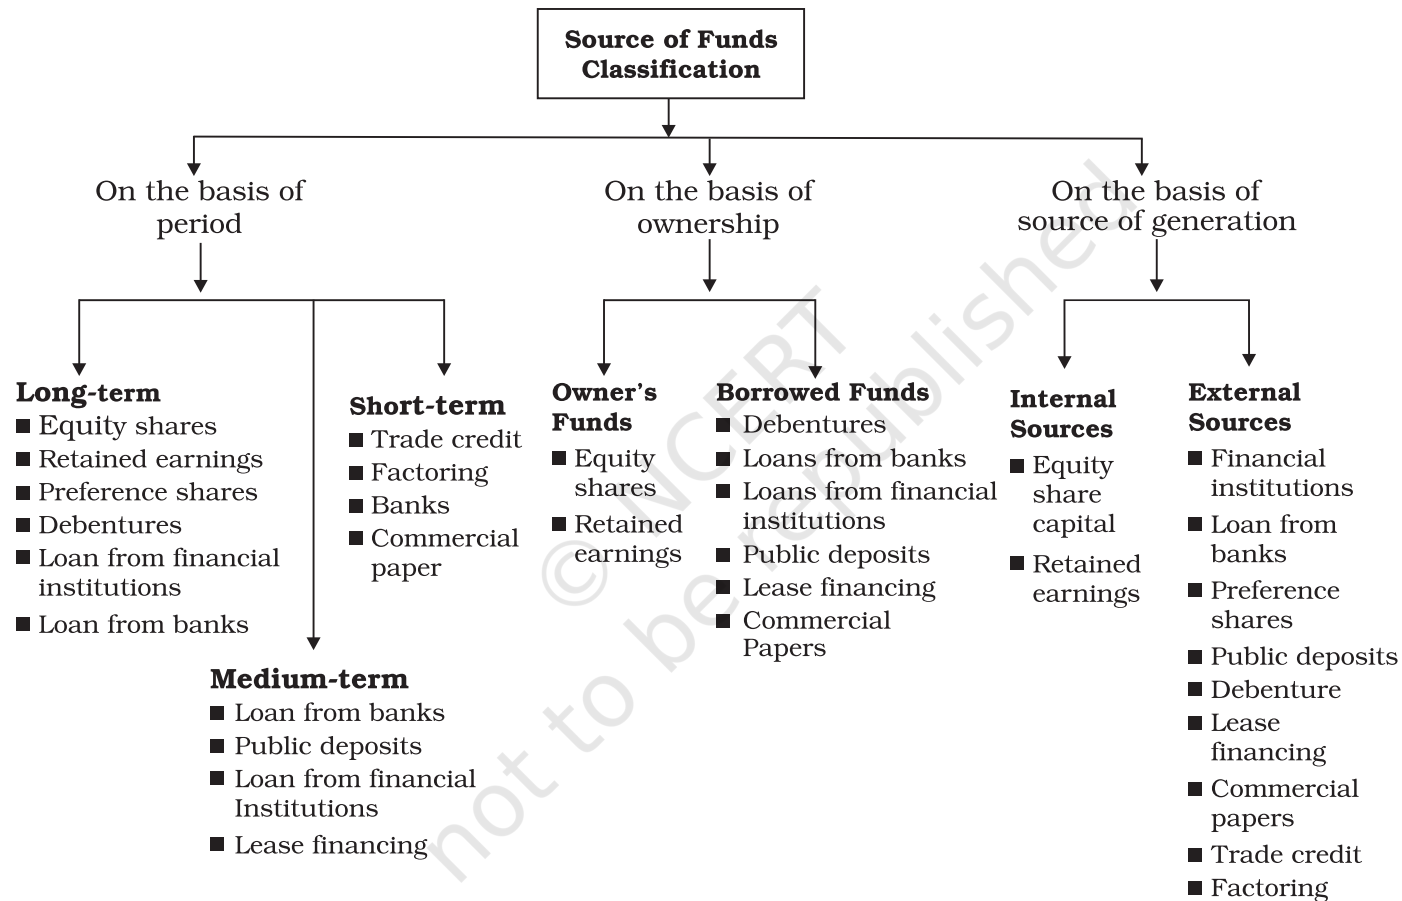 Source of Funds
Classification
On the basis of
period
On the basis of
ownership
On the basis of
source of generation
Long-term
Equity shares
Retained earnings
Preference shares
Debentures
Loan from financial
institutions
Loan from banks
Medium-term
Loan from banks
Public deposits
Loan from financial
Institutions
Lease financing
Short-term
Trade credit
Factoring
Banks
Commercial
paper
Owner's
Funds
Equity
shares
Retained
earnings
Borrowed Funds
Debentures
Loans from banks
Loans from financial
institutions
Public deposits
Lease financing
Commercial
Papers
Internal
Sources
Equity
share
capital
Retained
earnings
External
Sources
Financial
institutions
Loan from
banks
Preference
shares
Public deposits
Debenture
Lease
financing
Commercial
papers
Trade credit
Factoring
© NCERT
not to be republished